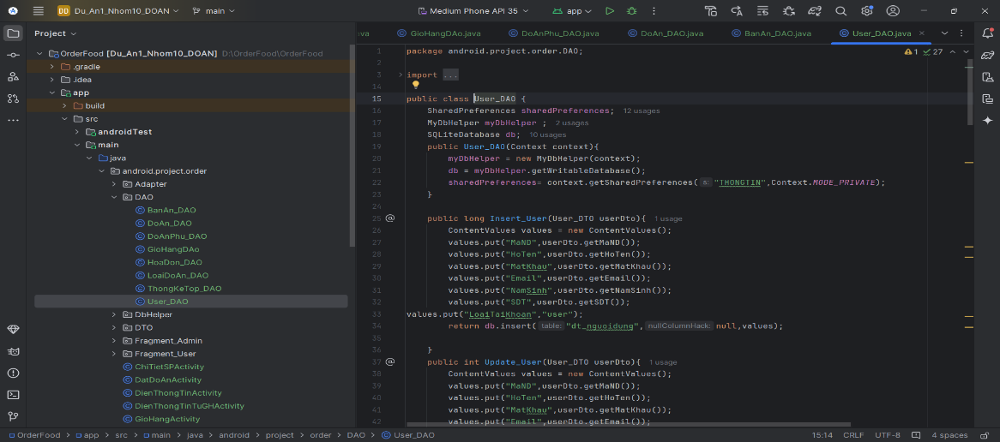 DD Du_An1_Nhom10_DOAN main Medium Phone API 35 app
Project
OrderFood [Du_An1_Nhom10_DOAN] D:\OrderFood\OrderFood
.gradle
.idea
app
build
src
androidTest
main
java
android.project.order
Adapter
DAO
BanAn_DAO
DoAn_DAO
DoAnPhu_DAO
GioHangDAo
HoaDon_DAO
LoaiDoAn_DAO
ThongKeTop_DAO
User_DAO
DbHelper
DTO
Fragment_Admin
Fragment_User
ChiTietSPActivity
DatDoAnActivity
DienThongTinActivity
DienThongTinTuGHActivity
GioHangActivity
va GioHangDAo.java DoAnPhu_DAO.java DoAn_DAO.java BanAn_DAO.java User_DAO.java
1 27
1 package android.project.order.DAO;
2
3 import ...
14
15 public class User_DAO {
16 SharedPreferences sharedPreferences; 12 usages
17 MyDbHelper myDbHelper ; 2 usages
18 SQLiteDatabase db; 10 usages
19 public User_DAO(Context context){
20 myDbHelper = new MyDbHelper(context);
21 db = myDbHelper.getWritableDatabase();
22 sharedPreferences= context.getSharedPreferences( s: "THONGTIN",Context.MODE_PRIVATE);
23 }
24
25 public long Insert_User(User_DTO userDto){ 1 usage
26 ContentValues values = new ContentValues();
27 values.put("MaND",userDto.getMaND());
28 values.put("HoTen",userDto.getHoTen());
29 values.put("MatKhau",userDto.getMatKhau());
30 values.put("Email",userDto.getEmail());
31 values.put("NamSinh",userDto.getNamSinh());
32 values.put("SDT",userDto.getSDT());
33 values.put("LoaiTaiKhoan","user");
34 return db.insert( table: "dt_nguoidung", nullColumnHack: null,values);
35
36 }
37 public int Update_User(User_DTO userDto){ 1 usage
38 ContentValues values = new ContentValues();
39 values.put("MaND",userDto.getMaND());
40 values.put("HoTen",userDto.getHoTen());
41 values.put("MatKhau",userDto.getMatKhau());
42 values.put("Email",userDto.getEmail());
OrderFood > app > src > main > java > android > project > order > DAO > User_DAO 15:14 CRLF UTF-8 4 spaces